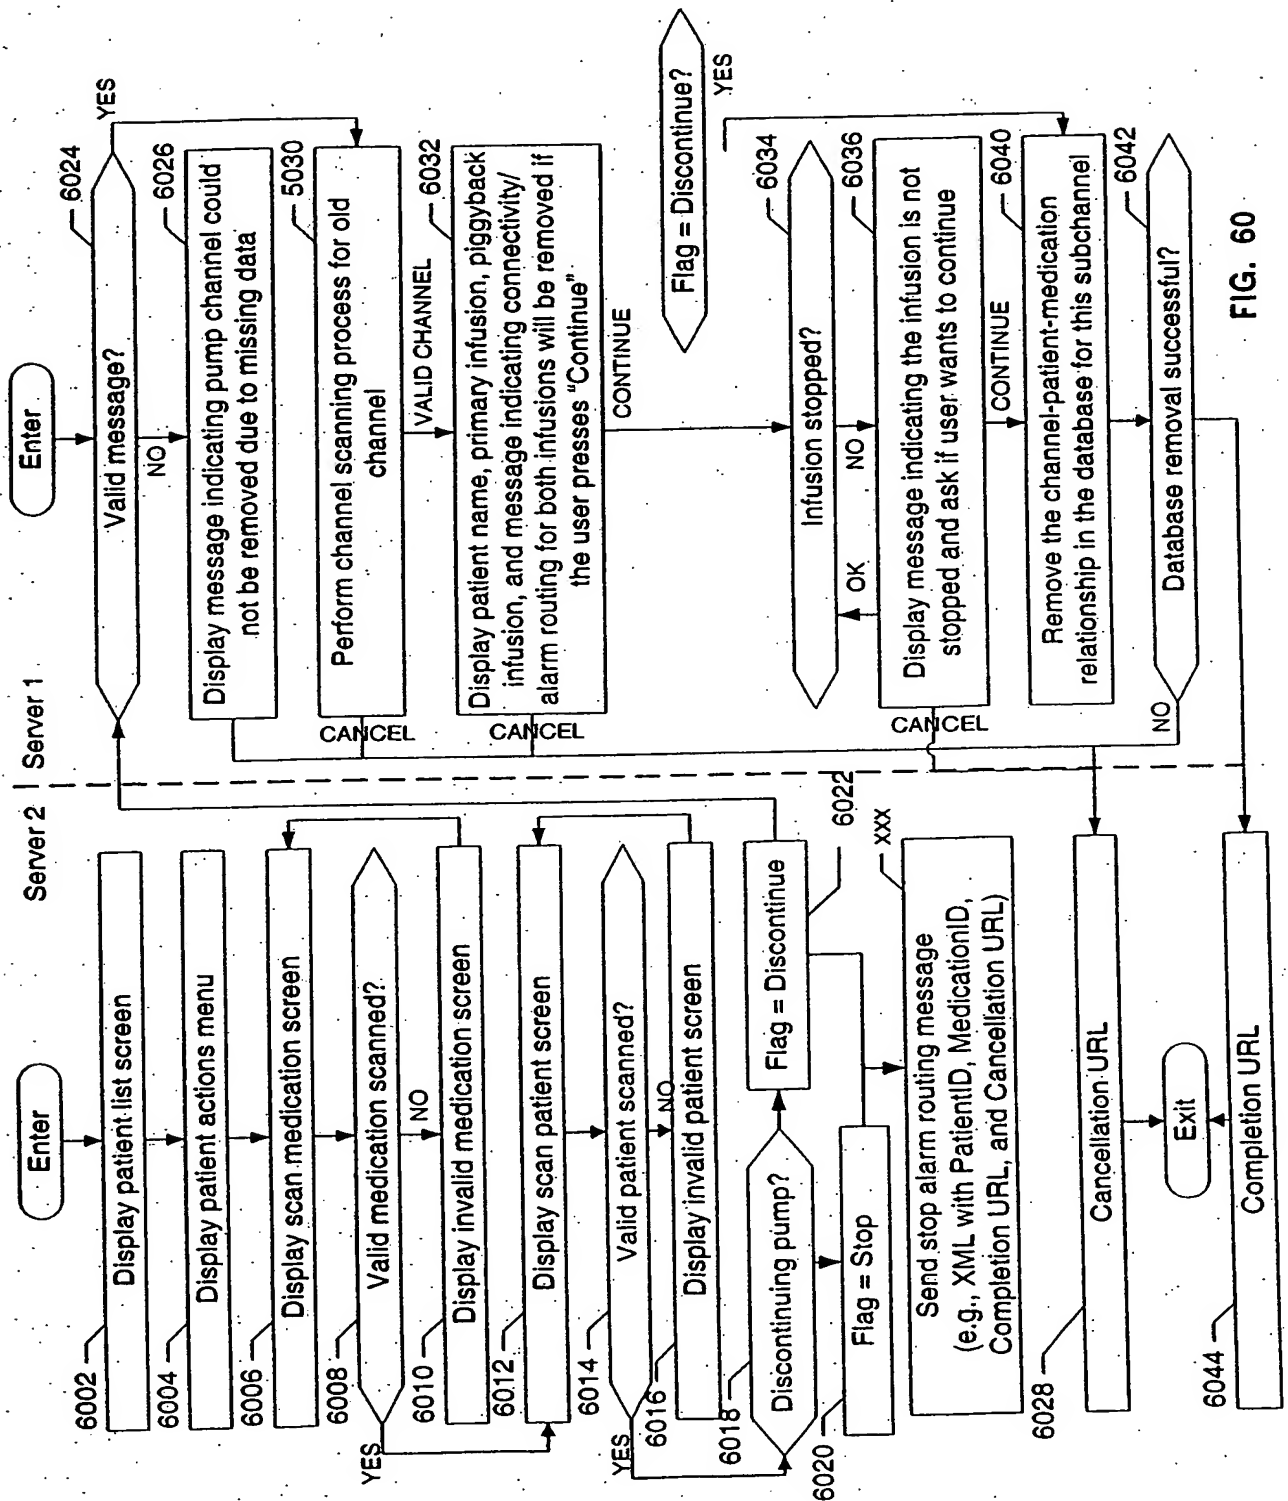 Server 2
Enter
6002
Display patient list screen
6004
Display patient actions menu
6006
Display scan medication screen
6008
Valid medication scanned?
YES
NO
6010
Display invalid medication screen
6012
Display scan patient screen
6014
Valid patient scanned?
YES
NO
6016
Display invalid patient screen
6018
Discontinuing pump?
Flag = Discontinue
6022
6020
Flag = Stop
XXX
Send stop alarm routing message
(e.g., XML with PatientID, MedicationID,
Completion URL, and Cancellation URL)
6028
Cancellation URL
Exit
6044
Completion URL
Server 1
Enter
6024
Valid message?
YES
NO
6026
Display message indicating pump channel could
not be removed due to missing data
5030
Perform channel scanning process for old
channel
CANCEL
VALID CHANNEL
6032
Display patient name, primary infusion, piggyback
infusion, and message indicating connectivity/
alarm routing for both infusions will be removed if
the user presses "Continue"
CANCEL
CONTINUE
Flag = Discontinue?
YES
6034
Infusion stopped?
OK
NO
6036
Display message indicating the infusion is not
stopped and ask if user wants to continue
CANCEL
CONTINUE
6040
Remove the channel-patient-medication
relationship in the database for this subchannel
6042
Database removal successful?
NO
FIG. 60